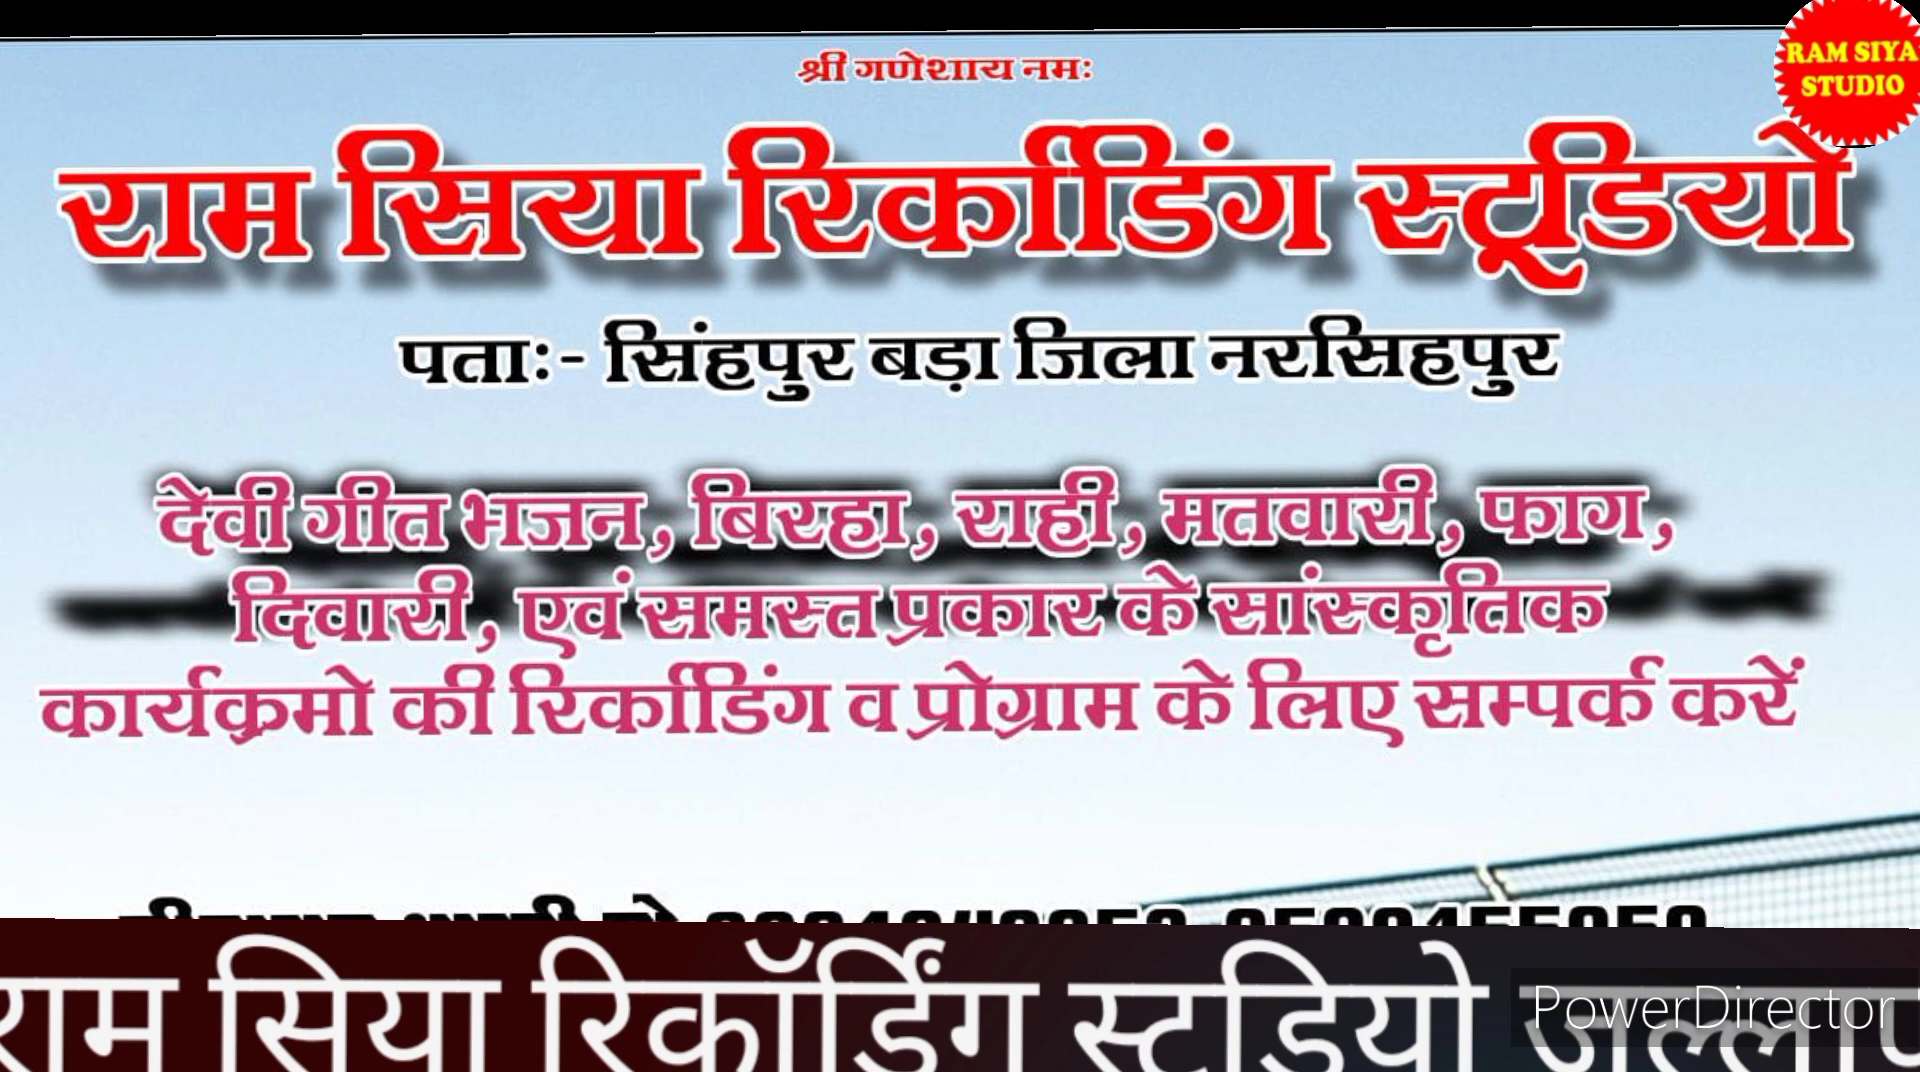 श्री गणेशाय नमः
RAM SIYA
STUDIO
राम सिया रिर्काडिंग स्टूडियो
पताः- सिंहपुर बड़ा जिला नरसिहपुर
देवी गीत भजन, बिरहा, राही, मतवारी, फाग,
दिवारी, एवं समस्त प्रकार के सांस्कृतिक
कार्यक्रमो की रिर्काडिंग व प्रोग्राम के लिए सम्पर्क करें
राम सिया रिकॉर्डिंग स्टूडियो
PowerDirector